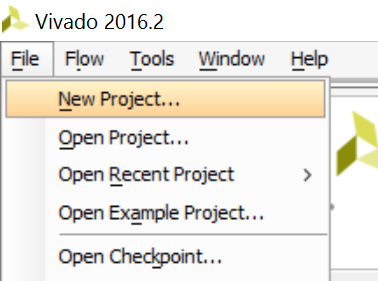 Vivado 2016.2
File Flow Tools Window Help
New Project...
Open Project...
Open Recent Project
Open Example Project...
Open Checkpoint...